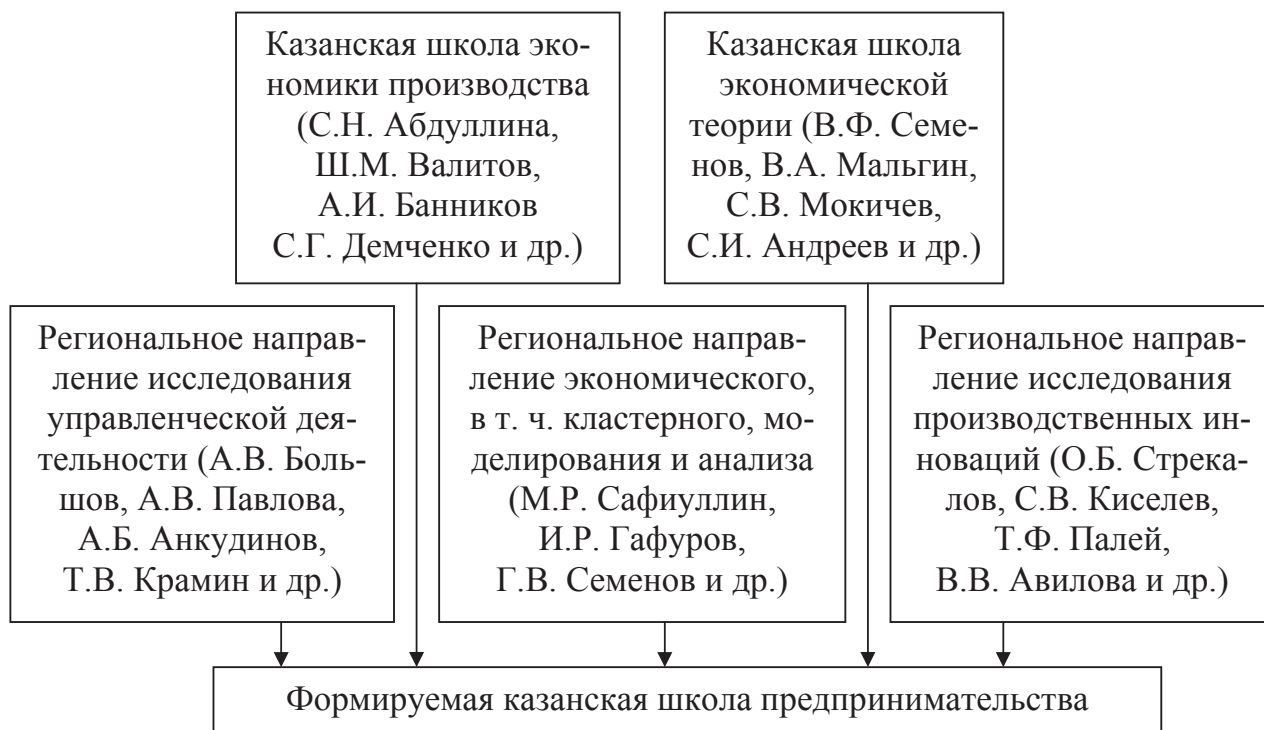 Казанская школа эко-
номики производства
(С.Н. Абдуллина,
Ш.М. Валитов,
А.И. Банников
С.Г. Демченко и др.)
Казанская школа
экономической
теории (В.Ф. Семе-
нов, В.А. Мальгин,
С.В. Мокичев,
С.И. Андреев и др.)
Региональное направ-
ление исследования
управленческой дея-
тельности (А.В. Боль-
шов, А.В. Павлова,
А.Б. Анкудинов,
Т.В. Крамин и др.)
Региональное направ-
ление экономического,
в т. ч. кластерного, мо-
делирования и анализа
(М.Р. Сафиуллин,
И.Р. Гафуров,
Г.В. Семенов и др.)
Региональное направ-
ление исследования
производственных ин-
новаций (О.Б. Стрека-
лов, С.В. Киселев,
Т.Ф. Палей,
В.В. Авилова и др.)
Формируемая казанская школа предпринимательства